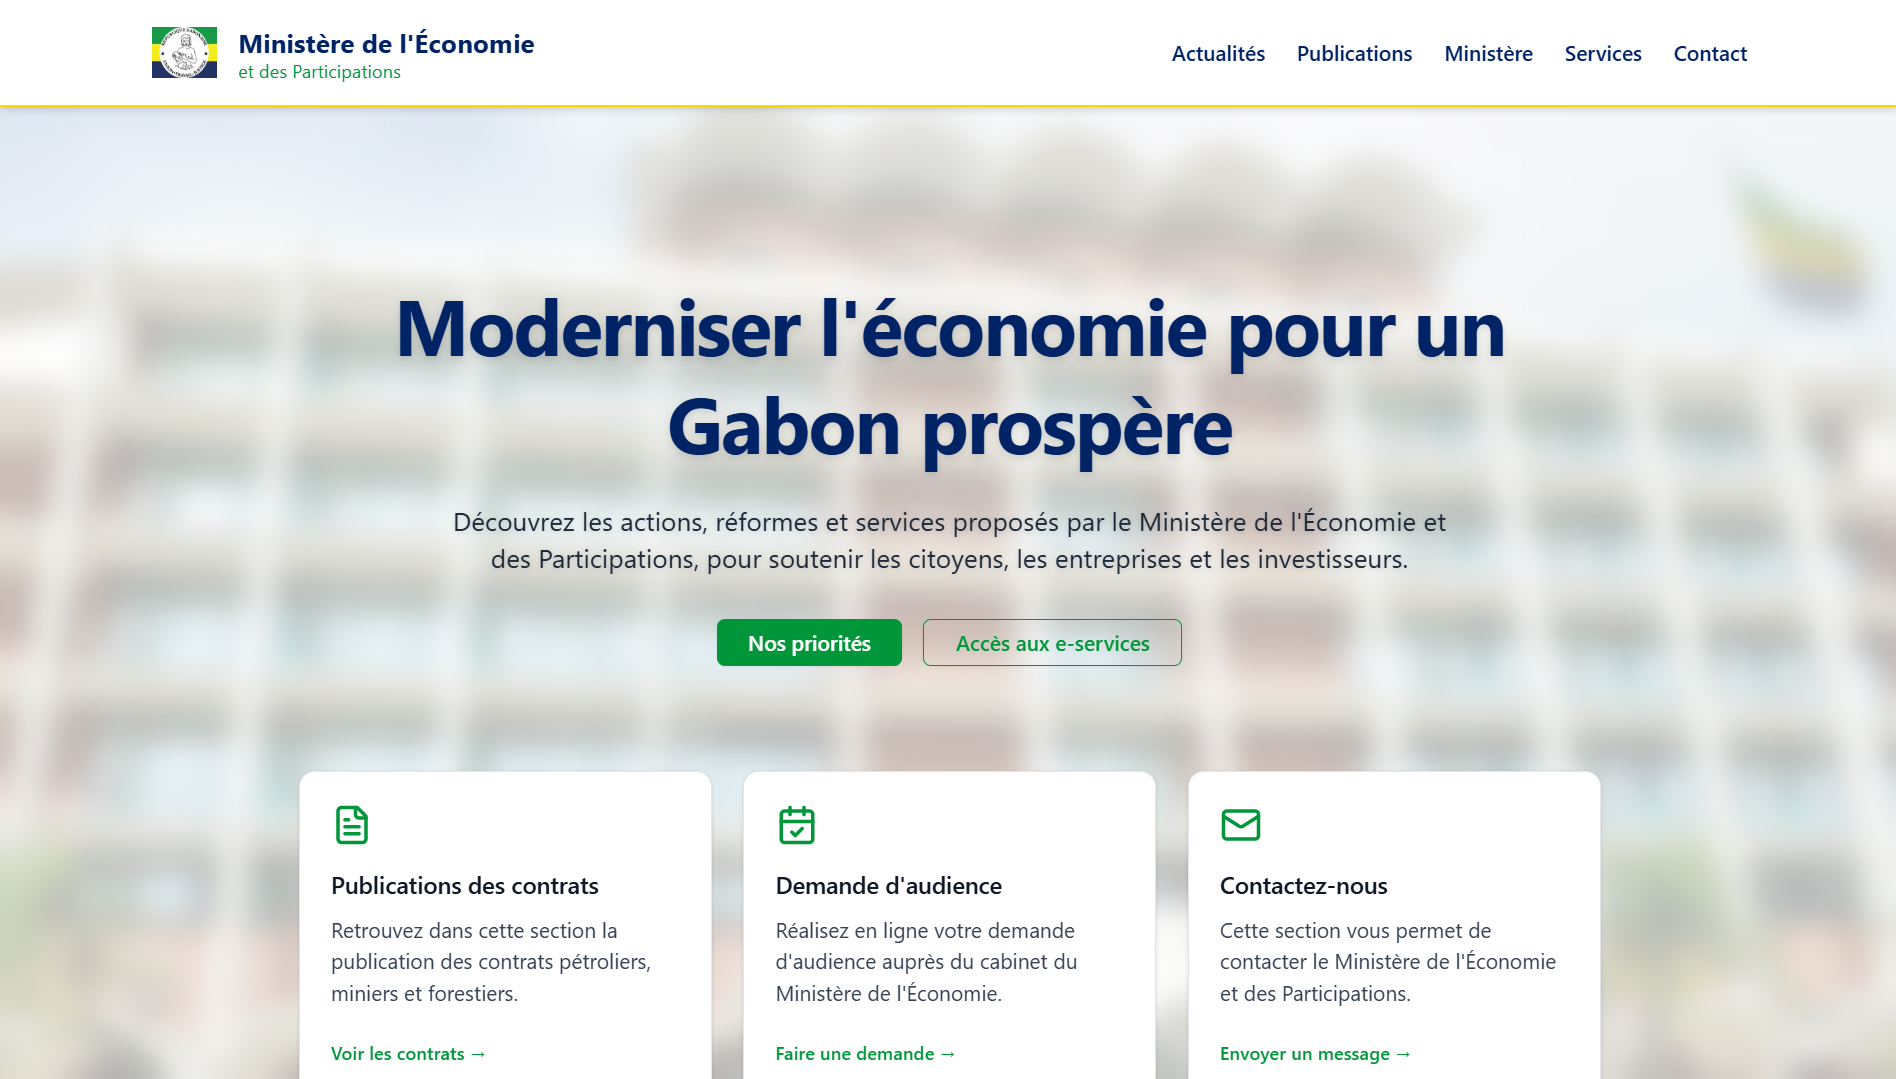 Ministère de l'Économie
et des Participations
Actualités
Publications
Ministère
Services
Contact
Moderniser l'économie pour un
Gabon prospère
Découvrez les actions, réformes et services proposés par le Ministère de l'Économie et
des Participations, pour soutenir les citoyens, les entreprises et les investisseurs.
Nos priorités
Accès aux e-services
Publications des contrats
Retrouvez dans cette section la
publication des contrats pétroliers,
miniers et forestiers.
Voir les contrats →
Demande d'audience
Réalisez en ligne votre demande
d'audience auprès du cabinet du
Ministère de l'Économie.
Faire une demande →
Contactez-nous
Cette section vous permet de
contacter le Ministère de l'Économie
et des Participations.
Envoyer un message →